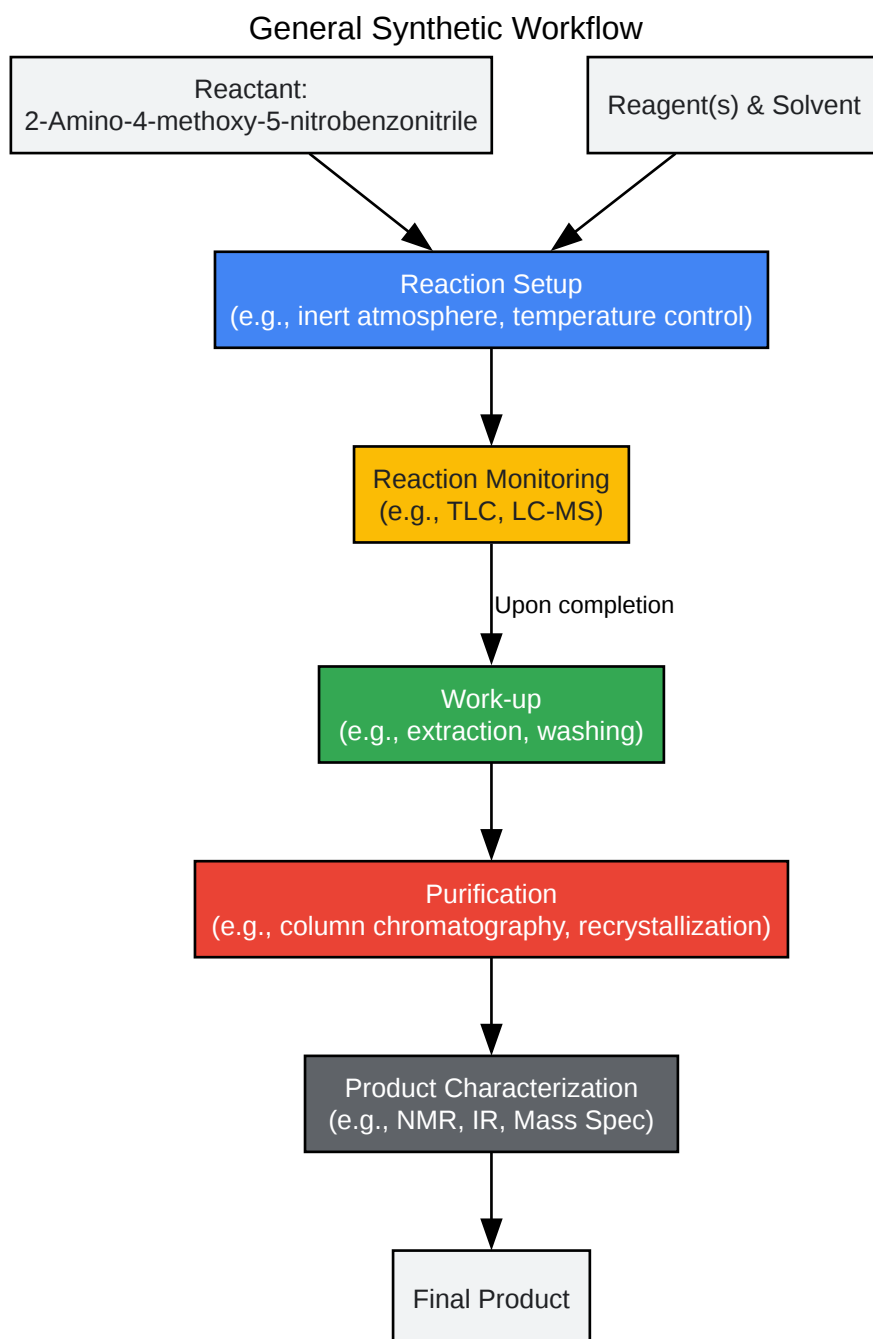 General Synthetic Workflow
Reactant:
2-Amino-4-methoxy-5-nitrobenzonitrile
Reagent(s) & Solvent
Reaction Setup
(e.g., inert atmosphere, temperature control)
Reaction Monitoring
(e.g., TLC, LC-MS)
Upon completion
Work-up
(e.g., extraction, washing)
Purification
(e.g., column chromatography, recrystallization)
Product Characterization
(e.g., NMR, IR, Mass Spec)
Final Product